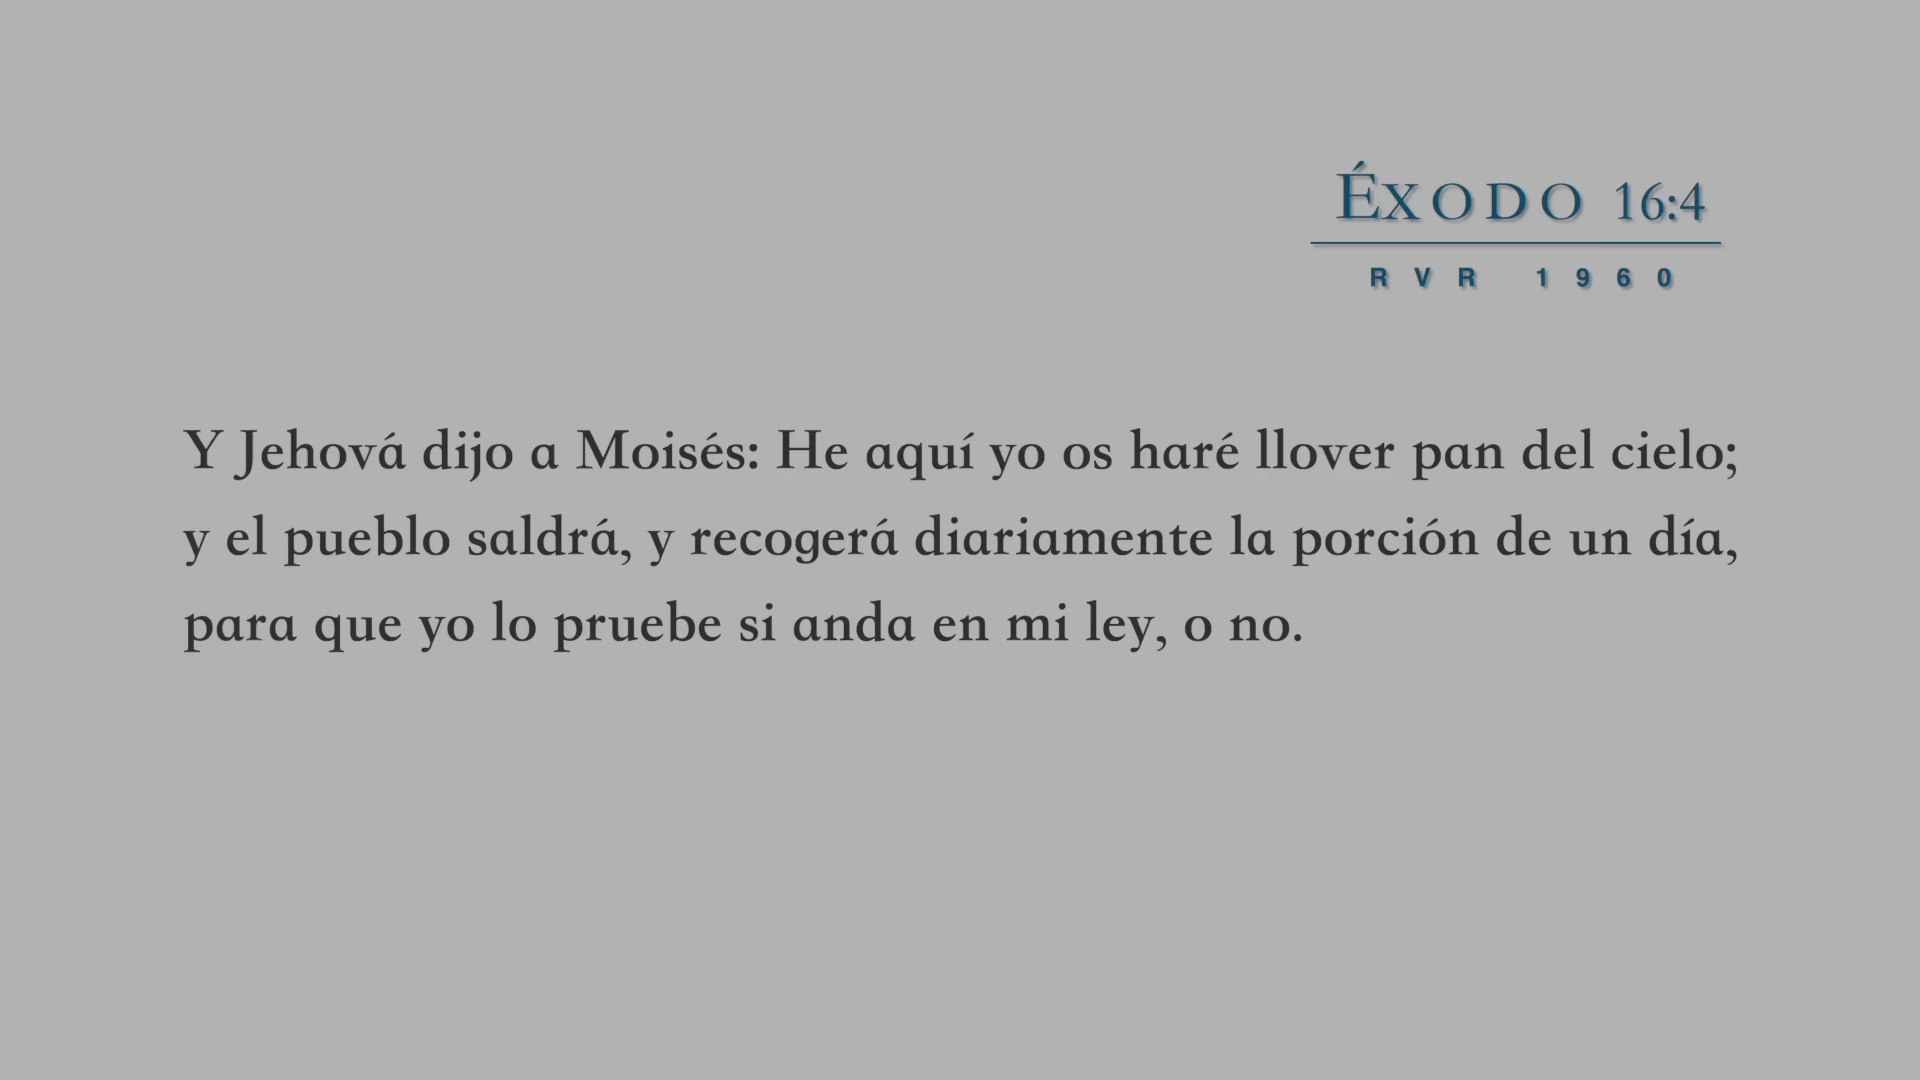 Éxodo 16:4
RVR 1960
Y Jehová dijo a Moisés: He aquí yo os haré llover pan del cielo;
y el pueblo saldrá, y recogerá diariamente la porción de un día,
para que yo lo pruebe si anda en mi ley, o no.